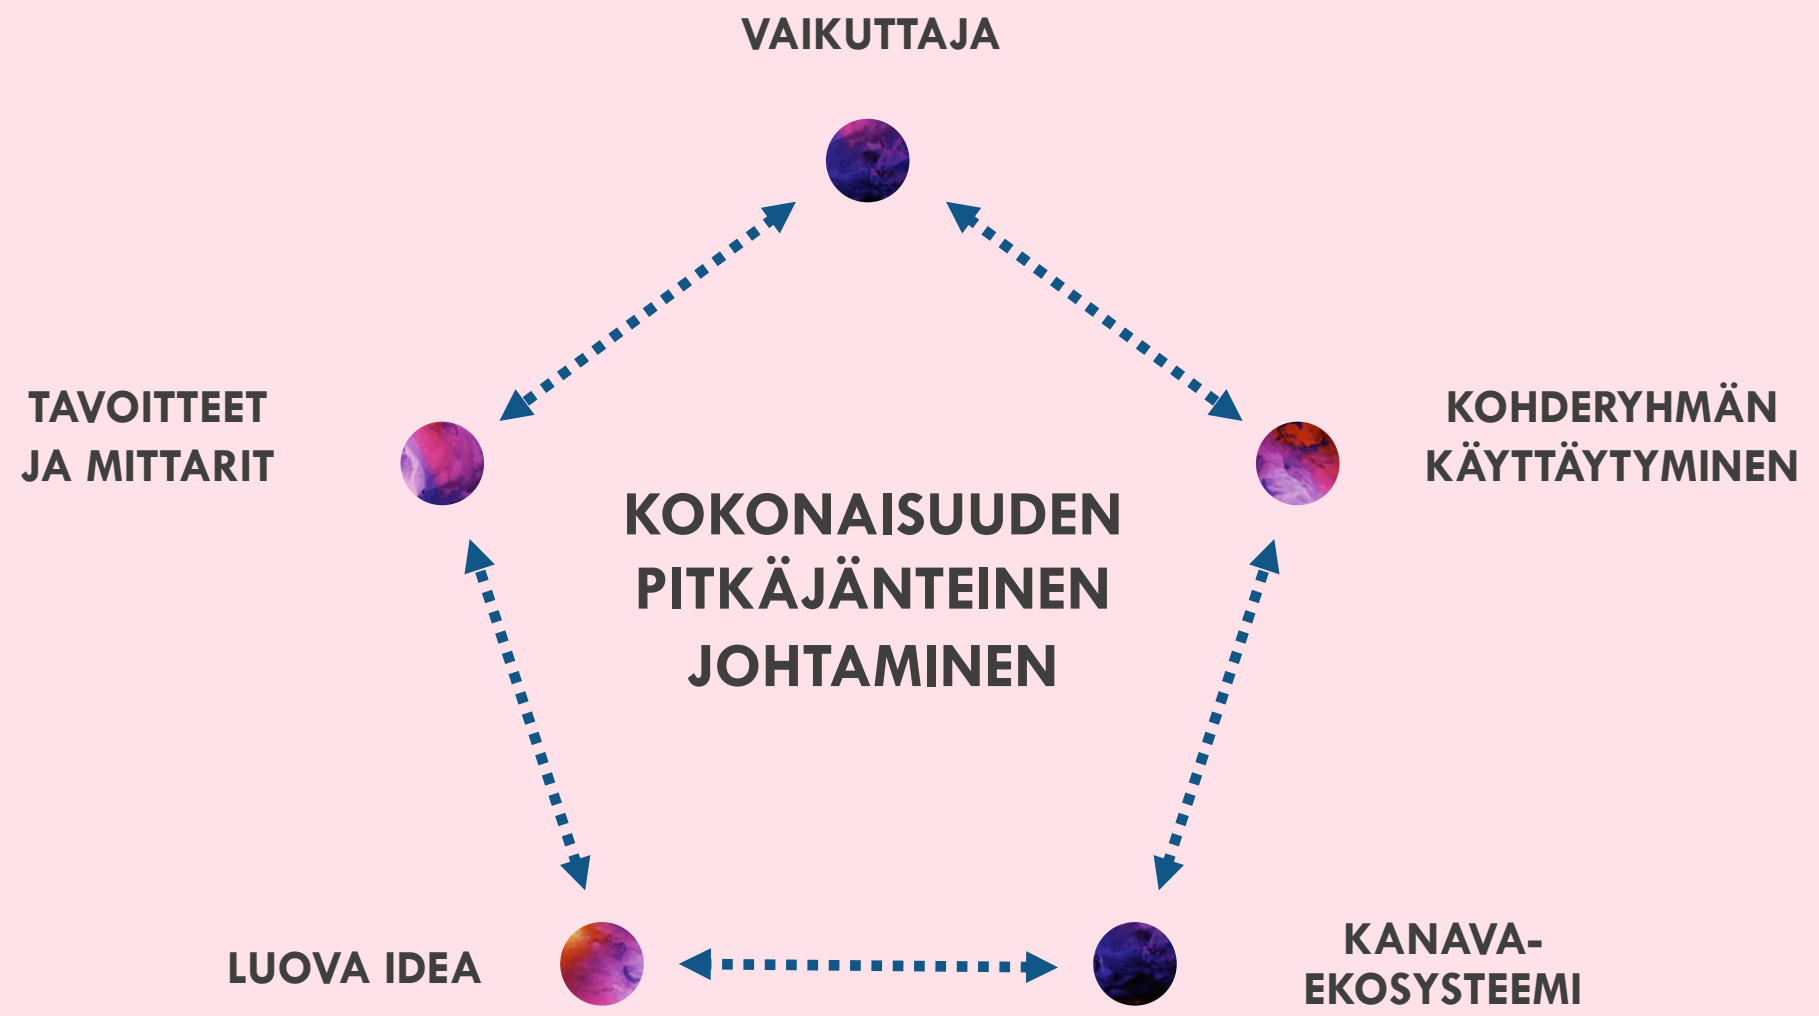 VAIKUTTAJA
TAVOITTEET
JA MITTARIT
KOHDERYHMÄN
KÄYTTÄYTYMINEN
KOKONAISUUDEN
PITKÄJÄNTEINEN
JOHTAMINEN
LUOVA IDEA
KANAVA-
EKOSYSTEEMI